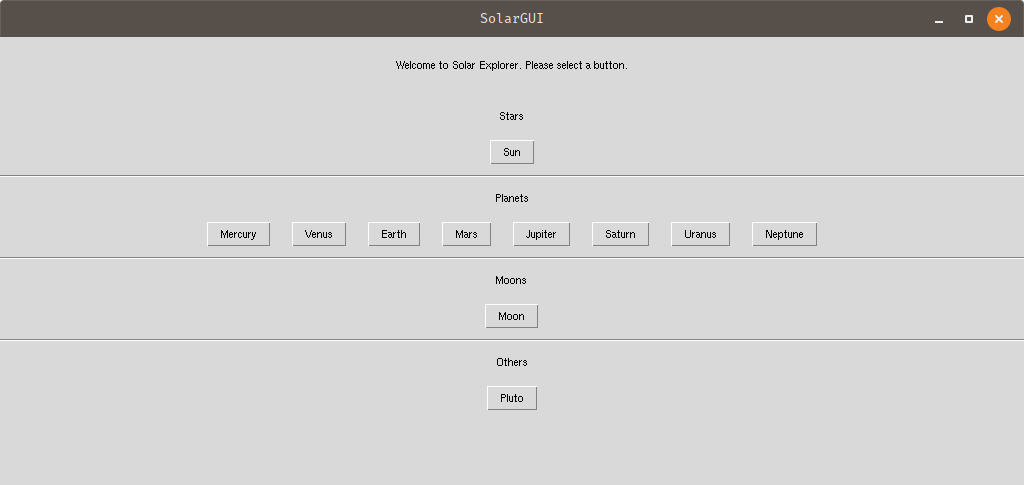 SolarGUI
Welcome to Solar Explorer. Please select a button.
Stars
Sun
Planets
Mercury Venus Earth Mars Jupiter Saturn Uranus Neptune
Moons
Moon
Others
Pluto